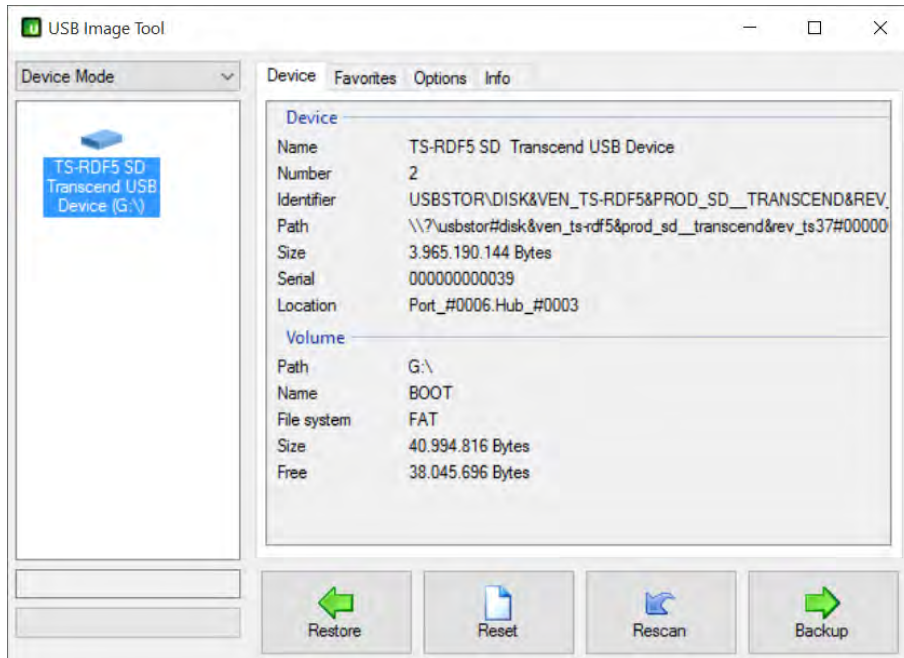 USB Image Tool
Device Mode
TS-RDF5 SD
Transcend USB
Device (G:\)
Device Favorites Options Info
Device
Name TS-RDF5 SD  Transcend USB Device
Number 2
Identifier USBSTOR\DISK&VEN_TS-RDF5&PROD_SD__TRANSCEND&REV_
Path \\?\usbstor#disk&ven_ts-rdf5&prod_sd__transcend&rev_ts37#00000
Size 3.965.190.144 Bytes
Serial 000000000039
Location Port_#0006.Hub_#0003
Volume
Path G:\
Name BOOT
File system FAT
Size 40.994.816 Bytes
Free 38.045.696 Bytes
Restore Reset Rescan Backup